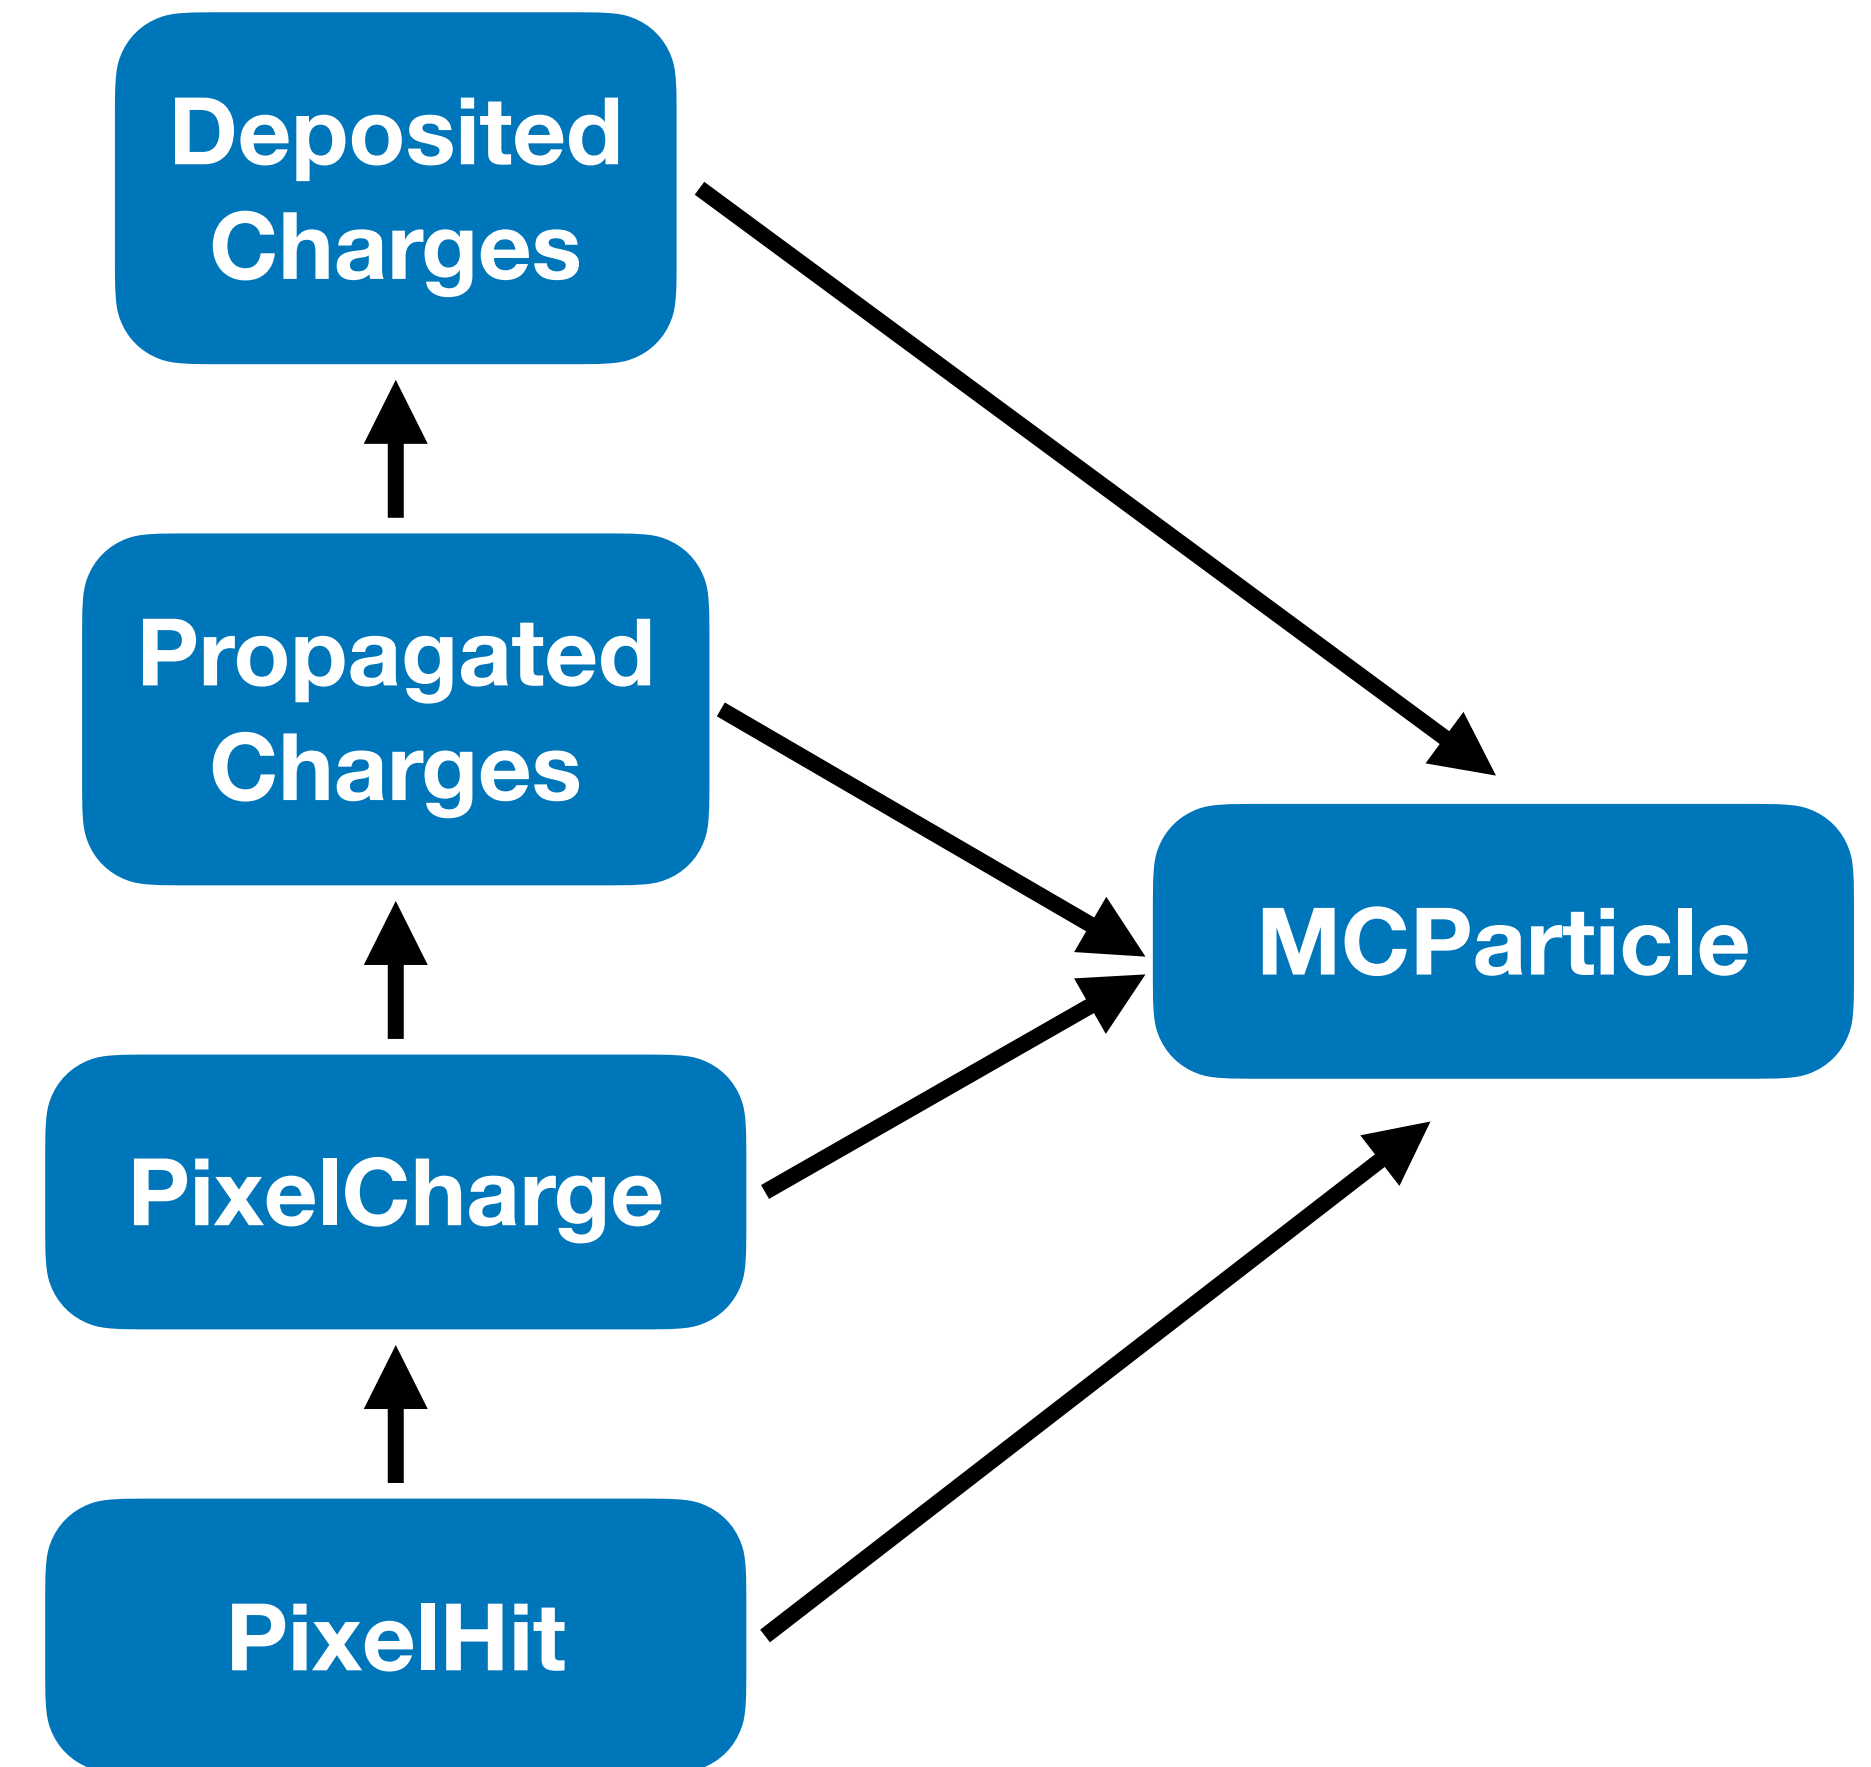 Deposited
Charges
Propagated
Charges
MCParticle
PixelCharge
PixelHit